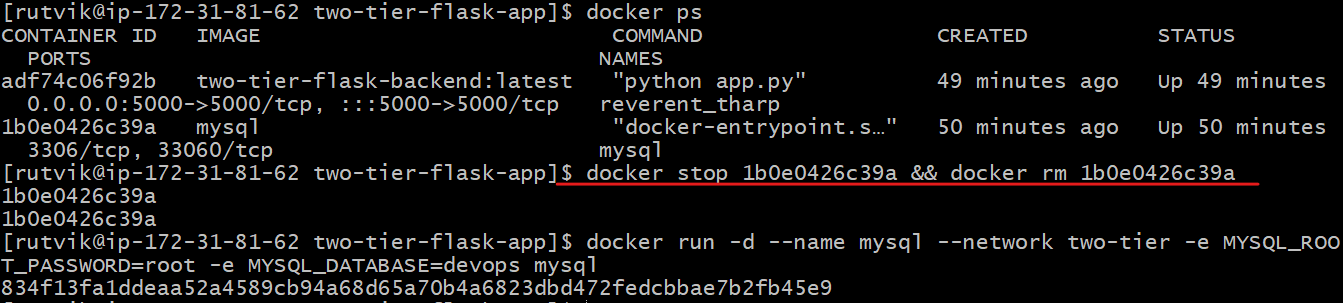 [rutvik@ip-172-31-81-62 two-tier-flask-app]$ docker ps
CONTAINER ID   IMAGE                           COMMAND                  CREATED          STATUS
  PORTS                                       NAMES
adf74c06f92b   two-tier-flask-backend:latest   "python app.py"          49 minutes ago   Up 49 minutes
  0.0.0.0:5000->5000/tcp, :::5000->5000/tcp   reverent_tharp
1b0e0426c39a   mysql                           "docker-entrypoint.s…"   50 minutes ago   Up 50 minutes
  3306/tcp, 33060/tcp                         mysql
[rutvik@ip-172-31-81-62 two-tier-flask-app]$ docker stop 1b0e0426c39a && docker rm 1b0e0426c39a
1b0e0426c39a
1b0e0426c39a
[rutvik@ip-172-31-81-62 two-tier-flask-app]$ docker run -d --name mysql --network two-tier -e MYSQL_ROO
T_PASSWORD=root -e MYSQL_DATABASE=devops mysql
834f13fa1ddeaa52a4589cb94a68d65a70b4a6823dbd472fedcbbae7b2fb45e9